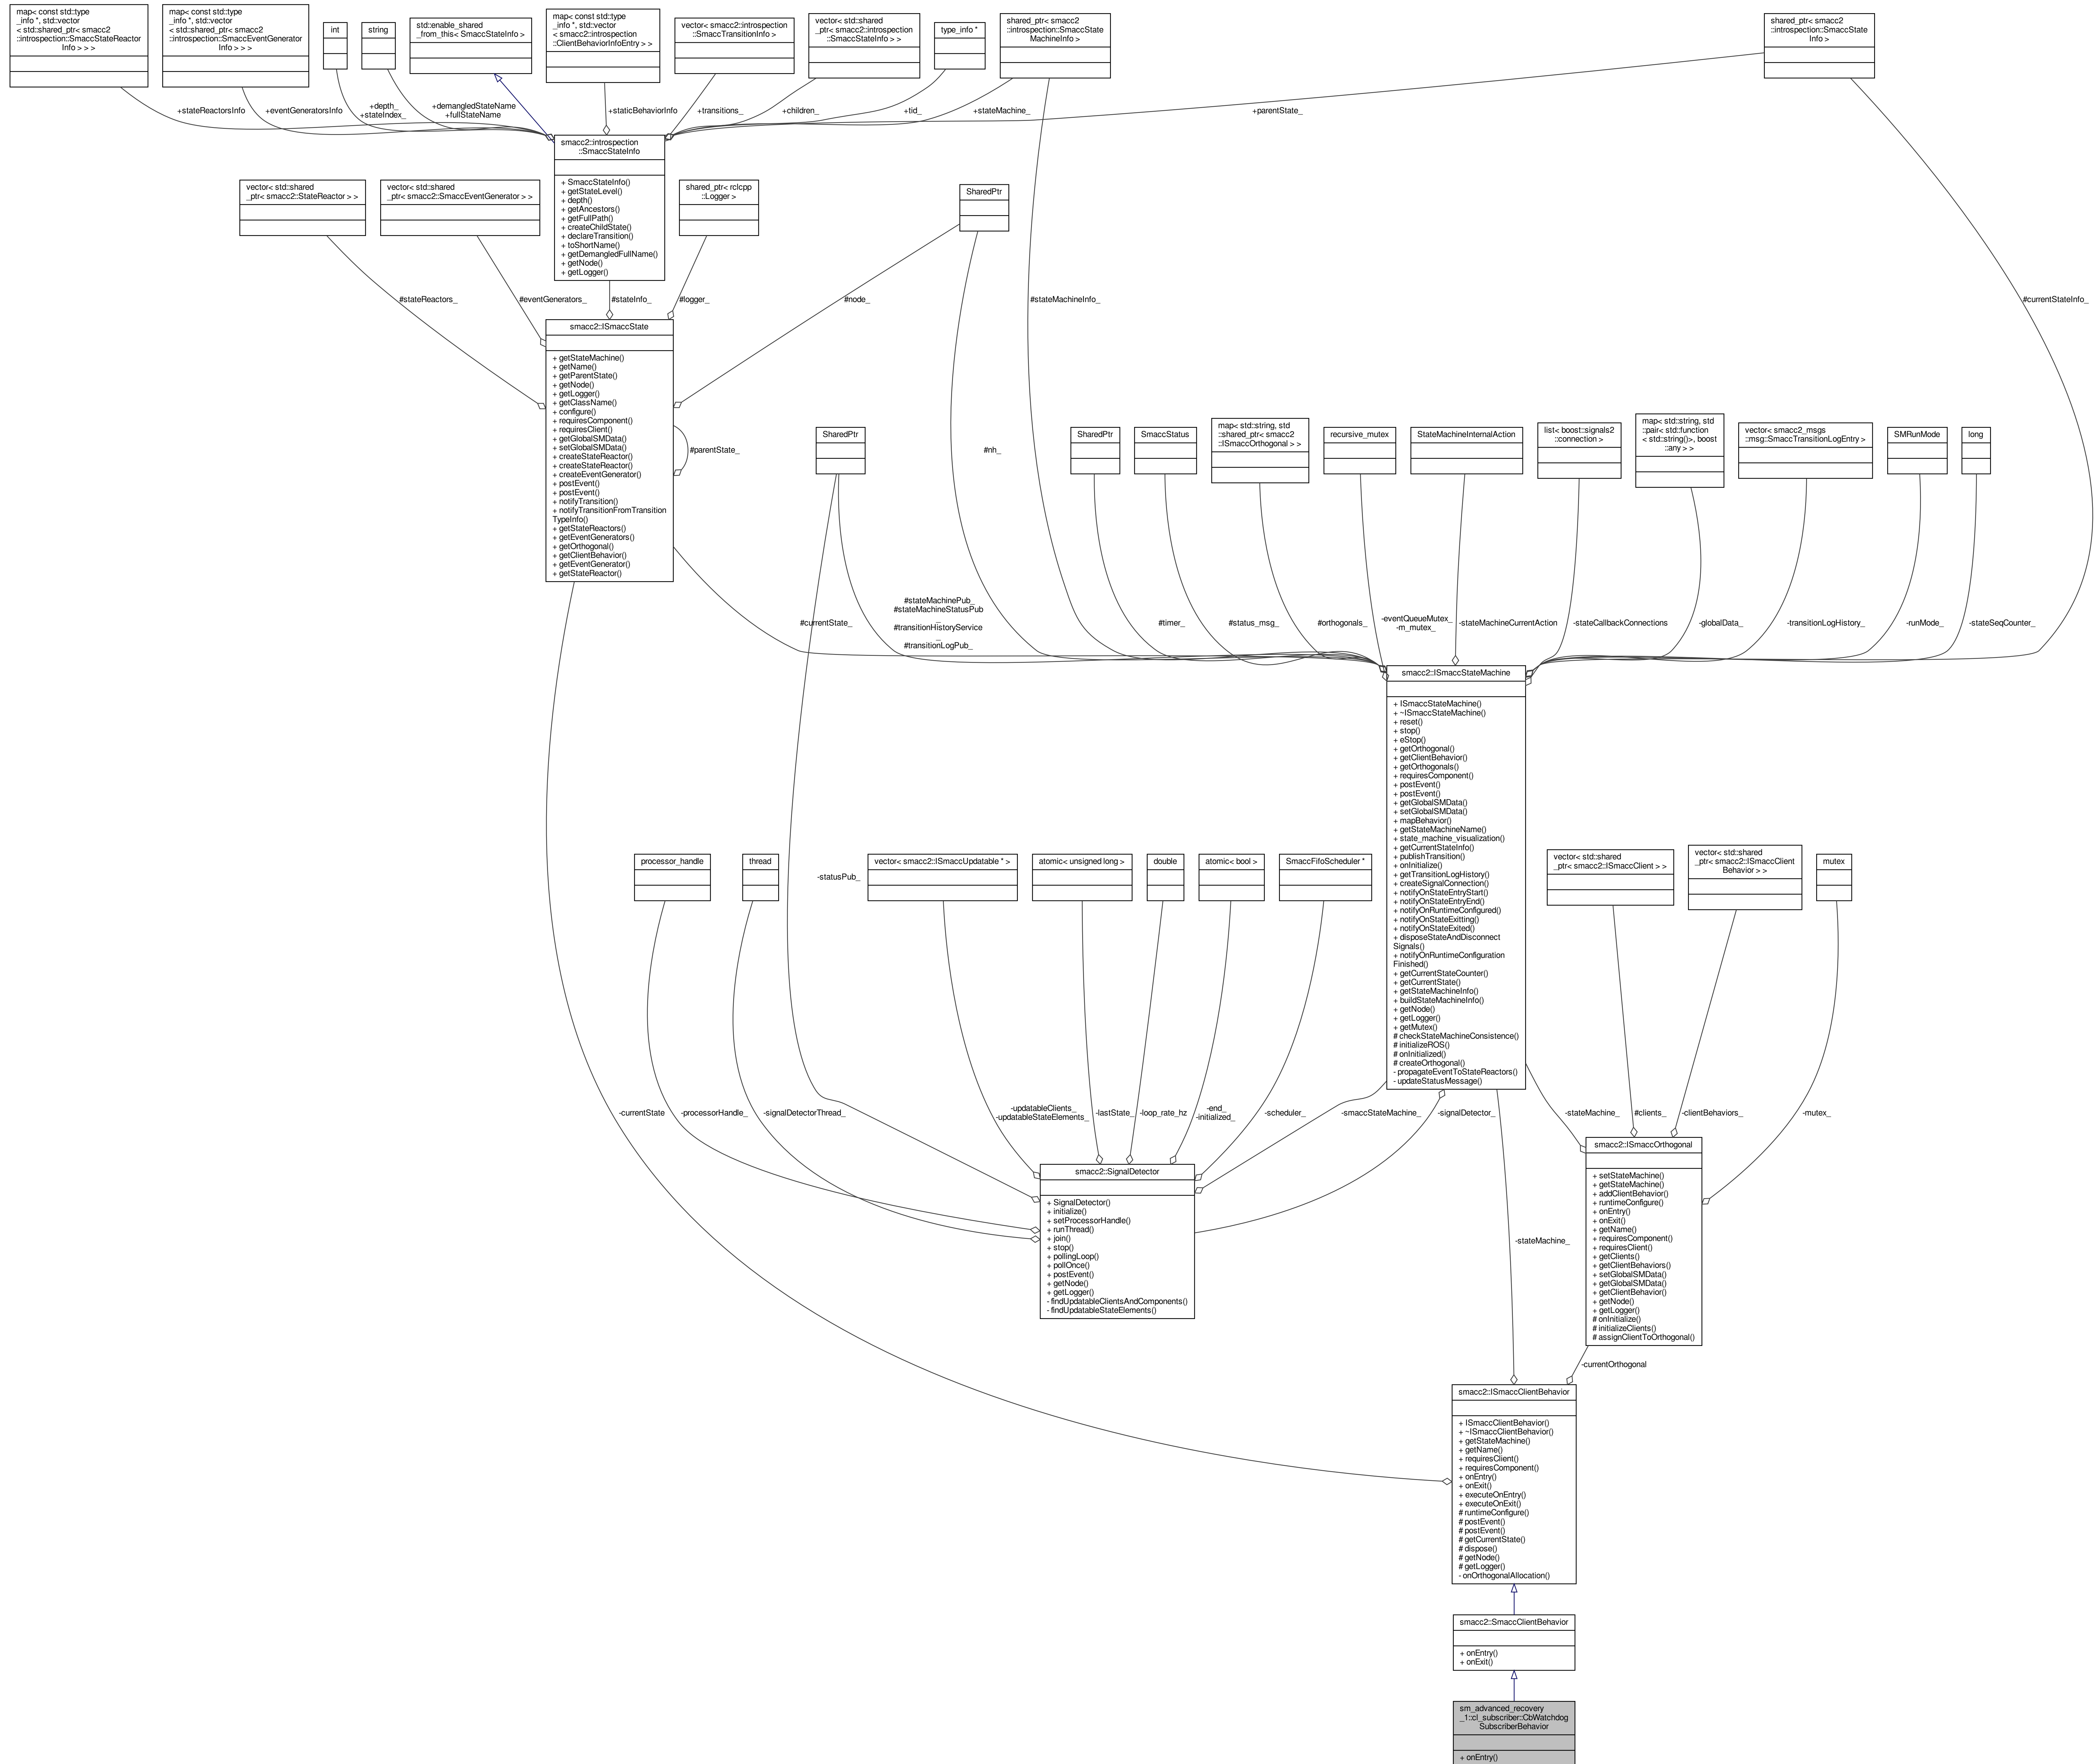 map< const std::type
_info *, std::vector
< std::shared_ptr< smacc2
::introspection::SmaccStateReactor
Info > > >
map< const std::type
_info *, std::vector
< std::shared_ptr< smacc2
::introspection::SmaccEventGenerator
Info > > >
int
string
std::enable_shared
_from_this< SmaccStateInfo >
map< const std::type
_info *, std::vector
< smacc2::introspection
::ClientBehaviorInfoEntry > >
vector< smacc2::introspection
::SmaccTransitionInfo >
vector< std::shared
_ptr< smacc2::introspection
::SmaccStateInfo > >
type_info *
shared_ptr< smacc2
::introspection::SmaccState
MachineInfo >
shared_ptr< smacc2
::introspection::SmaccState
Info >
+stateReactorsInfo
+eventGeneratorsInfo
+depth_
+stateIndex_
+demangledStateName
+fullStateName
+staticBehaviorInfo
+transitions_
+children_
+tid_
+stateMachine_
+parentState_
smacc2::introspection
::SmaccStateInfo
+ SmaccStateInfo()
+ getStateLevel()
+ depth()
+ getAncestors()
+ getFullPath()
+ createChildState()
+ declareTransition()
+ toShortName()
+ getDemangledFullName()
+ getNode()
+ getLogger()
vector< std::shared
_ptr< smacc2::StateReactor > >
vector< std::shared
_ptr< smacc2::SmaccEventGenerator > >
shared_ptr< rclcpp
::Logger >
SharedPtr
#stateReactors_
#eventGenerators_
#stateInfo_
#logger_
#node_
#stateMachineInfo_
#currentStateInfo_
smacc2::ISmaccState
+ getStateMachine()
+ getName()
+ getParentState()
+ getNode()
+ getLogger()
+ getClassName()
+ configure()
+ requiresComponent()
+ requiresClient()
+ getGlobalSMData()
+ setGlobalSMData()
+ createStateReactor()
+ createStateReactor()
+ createEventGenerator()
+ postEvent()
+ postEvent()
+ notifyTransition()
+ notifyTransitionFromTransition
TypeInfo()
+ getStateReactors()
+ getEventGenerators()
+ getOrthogonal()
+ getClientBehavior()
+ getEventGenerator()
+ getStateReactor()
#parentState_
#nh_
SharedPtr
SharedPtr
SmaccStatus
map< std::string, std
::shared_ptr< smacc2
::ISmaccOrthogonal > >
recursive_mutex
StateMachineInternalAction
list< boost::signals2
::connection >
map< std::string, std
::pair< std::function
< std::string()>, boost
::any > >
vector< smacc2_msgs
::msg::SmaccTransitionLogEntry >
SMRunMode
long
#currentState_
#stateMachinePub_
#stateMachineStatusPub
_
#transitionHistoryService
_
#transitionLogPub_
#timer_
#status_msg_
#orthogonals_
-eventQueueMutex_
-m_mutex_
-stateMachineCurrentAction
-stateCallbackConnections
-globalData_
-transitionLogHistory_
-runMode_
-stateSeqCounter_
smacc2::ISmaccStateMachine
+ ISmaccStateMachine()
+ ~ISmaccStateMachine()
+ reset()
+ stop()
+ eStop()
+ getOrthogonal()
+ getClientBehavior()
+ getOrthogonals()
+ requiresComponent()
+ postEvent()
+ postEvent()
+ getGlobalSMData()
+ setGlobalSMData()
+ mapBehavior()
+ getStateMachineName()
+ state_machine_visualization()
+ getCurrentStateInfo()
+ publishTransition()
+ onInitialize()
+ getTransitionLogHistory()
+ createSignalConnection()
+ notifyOnStateEntryStart()
+ notifyOnStateEntryEnd()
+ notifyOnRuntimeConfigured()
+ notifyOnStateExitting()
+ notifyOnStateExited()
+ disposeStateAndDisconnect
Signals()
+ notifyOnRuntimeConfiguration
Finished()
+ getCurrentStateCounter()
+ getCurrentState()
+ getStateMachineInfo()
+ buildStateMachineInfo()
+ getNode()
+ getLogger()
+ getMutex()
# checkStateMachineConsistence()
# initializeROS()
# onInitialized()
# createOrthogonal()
- propagateEventToStateReactors()
- updateStatusMessage()
processor_handle
thread
-statusPub_
vector< smacc2::ISmaccUpdatable * >
atomic< unsigned long >
double
atomic< bool >
SmaccFifoScheduler *
vector< std::shared
_ptr< smacc2::ISmaccClient > >
vector< std::shared
_ptr< smacc2::ISmaccClient
Behavior > >
mutex
-currentState
-processorHandle_
-signalDetectorThread_
-updatableClients_
-updatableStateElements_
-lastState_
-loop_rate_hz
-end_
-initialized_
-scheduler_
-smaccStateMachine_
-signalDetector_
-stateMachine_
#clients_
-clientBehaviors_
-mutex_
smacc2::SignalDetector
+ SignalDetector()
+ initialize()
+ setProcessorHandle()
+ runThread()
+ join()
+ stop()
+ pollingLoop()
+ pollOnce()
+ postEvent()
+ getNode()
+ getLogger()
- findUpdatableClientsAndComponents()
- findUpdatableStateElements()
smacc2::ISmaccOrthogonal
+ setStateMachine()
+ getStateMachine()
+ addClientBehavior()
+ runtimeConfigure()
+ onEntry()
+ onExit()
+ getName()
+ requiresComponent()
+ requiresClient()
+ getClients()
+ getClientBehaviors()
+ setGlobalSMData()
+ getGlobalSMData()
+ getClientBehavior()
+ getNode()
+ getLogger()
# onInitialize()
# initializeClients()
# assignClientToOrthogonal()
-stateMachine_
-currentOrthogonal
smacc2::ISmaccClientBehavior
+ ISmaccClientBehavior()
+ ~ISmaccClientBehavior()
+ getStateMachine()
+ getName()
+ requiresClient()
+ requiresComponent()
+ onEntry()
+ onExit()
+ executeOnEntry()
+ executeOnExit()
# runtimeConfigure()
# postEvent()
# postEvent()
# getCurrentState()
# dispose()
# getNode()
# getLogger()
- onOrthogonalAllocation()
smacc2::SmaccClientBehavior
+ onEntry()
+ onExit()
sm_advanced_recovery
_1::cl_subscriber::CbWatchdog
SubscriberBehavior
+ onEntry()